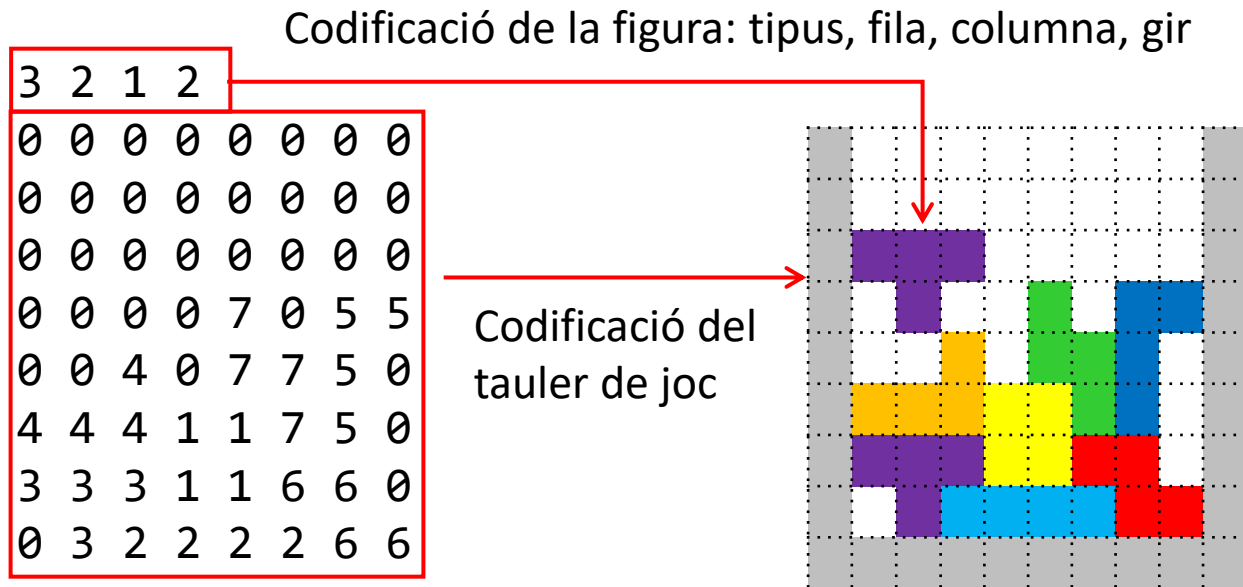 Codificació de la figura: tipus, fila, columna, gir
3 2 1 2
0 0 0 0 0 0 0 0
0 0 0 0 0 0 0 0
0 0 0 0 0 0 0 0
0 0 0 0 7 0 5 5
0 0 4 0 7 7 5 0
4 4 4 1 1 7 5 0
3 3 3 1 1 6 6 0
0 3 2 2 2 2 6 6
Codificació del
tauler de joc